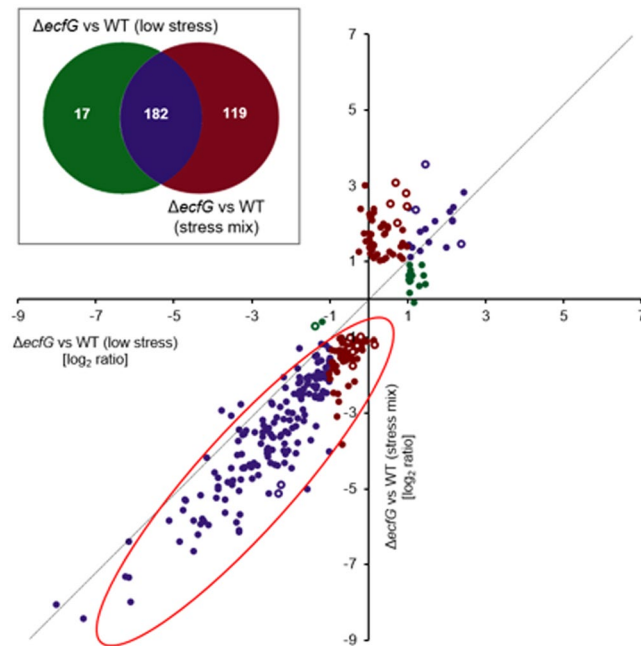 ΔecfG vs WT (low stress)
17
182
119
ΔecfG vs WT
(stress mix)
7
5
3
1
-9
-7
-5
-3
-1
1
3
5
7
ΔecfG vs WT (low stress)
[log2 ratio]
-3
-5
-7
-9
ΔecfG vs WT (stress mix)
[log2 ratio]